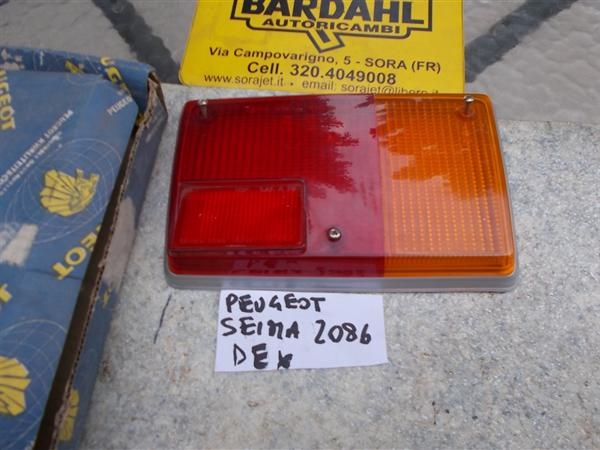 BARDAHL
AUTORICAMBI
Via Campovarigno, 5 - SORA (FR)
Cell. 320.4049008
www.sorajet.it - email: sorajet@libero.it
PEUGEOT
PEUGEOT
PEUGEOT
SEIMA 2086
DEX